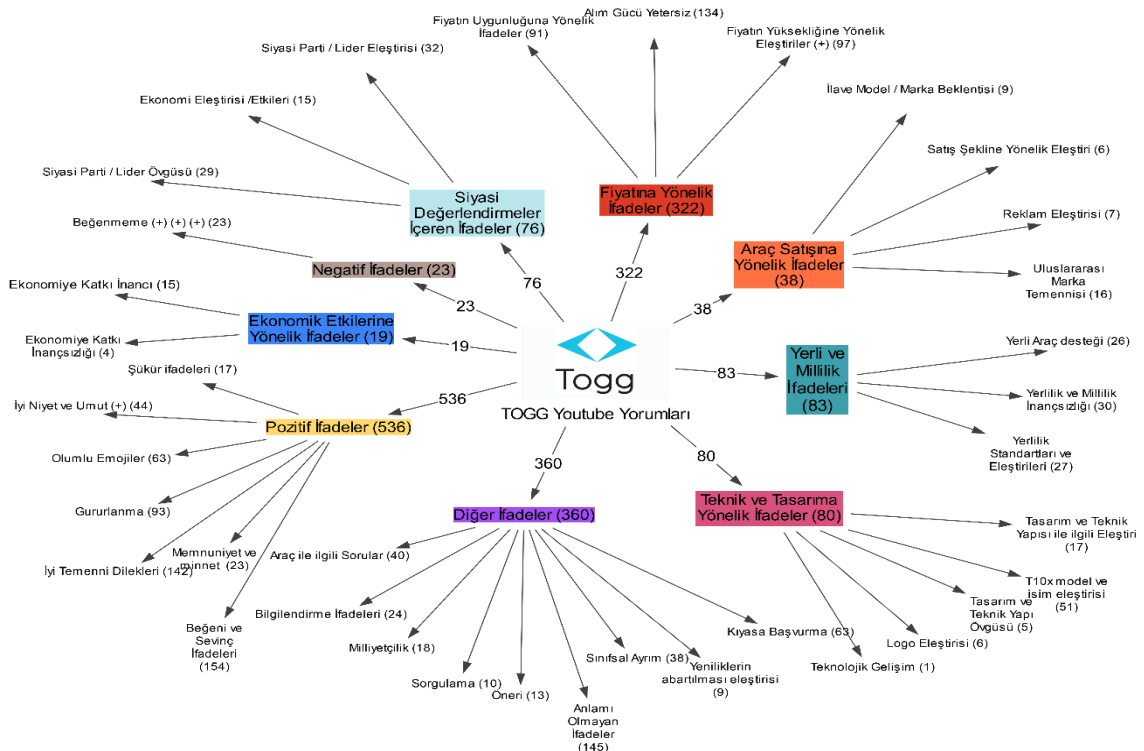 Fiyatın Uygunluğuna Yönelik
İfadeler (91)
Alım Gücü Yetersiz (134)
Fiyatın Yüksekliğine Yönelik
Eleştiriler (+) (97)
Siyasi Parti / Lider Eleştirisi (32)
Ekonomi Eleştirisi /Etkileri (15)
Siyasi Parti / Lider Övgüsü (29)
Siyasi
Değerlendirmeler
İçeren İfadeler (76)
Fiyatına Yönelik
İfadeler (322)
İlave Model / Marka Beklentisi (9)
Satış Şekline Yönelik Eleştiri (6)
Reklam Eleştirisi (7)
Uluslararası
Marka
Temennisi (16)
Araç Satışına
Yönelik İfadeler
(38)
Beğenmeme (+) (+) (+) (23)
Negatif İfadeler (23)
76
322
38
23
Ekonomiye Katkı İnancı (15)
Ekonomiye Katkı
İnançsızlığı (4)
Ekonomik Etkilerine
Yönelik İfadeler (19)
19
Togg
TOGG Youtube Yorumları
83
Yerli ve
Millilik
İfadeleri
(83)
Yerli Araç desteği (26)
Yerlilik ve Millilik
İnançsızlığı (30)
Yerlilik
Standartları ve
Eleştirileri (27)
Şükür ifadeleri (17)
İyi Niyet ve Umut (+) (44)
Pozitif İfadeler (536)
536
Olumlu Emojiler (63)
Gururlanma (93)
İyi Temenni Dilekleri (142)
Memnuniyet ve
minnet (23)
Beğeni ve
Sevinç
İfadeleri
(154)
360
Diğer İfadeler (360)
Araç ile ilgili Sorular (40)
Bilgilendirme İfadeleri (24)
Milliyetçilik (18)
Sorgulama (10)
Öneri (13)
Anlamı
Olmayan
İfadeler
(145)
Sınıfsal Ayrım (38)
Yeniliklerin
abartılması eleştirisi
(9)
Kıyasa Başvurma (63)
80
Teknik ve Tasarıma
Yönelik İfadeler (80)
Tasarım ve Teknik
Yapısı ile ilgili Eleştiri
(17)
T10x model ve
isim eleştirisi
(51)
Tasarım ve
Teknik Yapı
Övgüsü (5)
Logo Eleştirisi (6)
Teknolojik Gelişim (1)